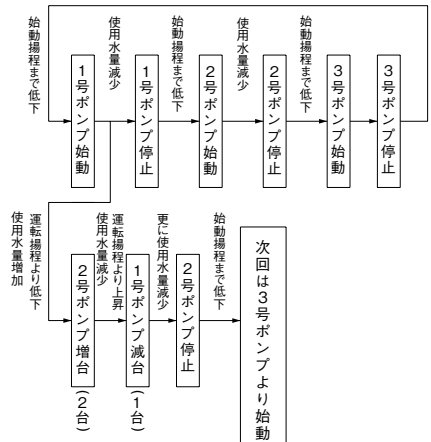 始動揚程まで低下
1号ポンプ始動
使用水量減少
1号ポンプ停止
始動揚程まで低下
2号ポンプ始動
使用水量減少
2号ポンプ停止
始動揚程まで低下
3号ポンプ始動
3号ポンプ停止
運転揚程より低下
使用水量増加
2号ポンプ増台(2台)
運転揚程より上昇
使用水量減少
1号ポンプ減台(1台)
更に使用水量減少
2号ポンプ停止
始動揚程まで低下
次回は3号ポンプより始動